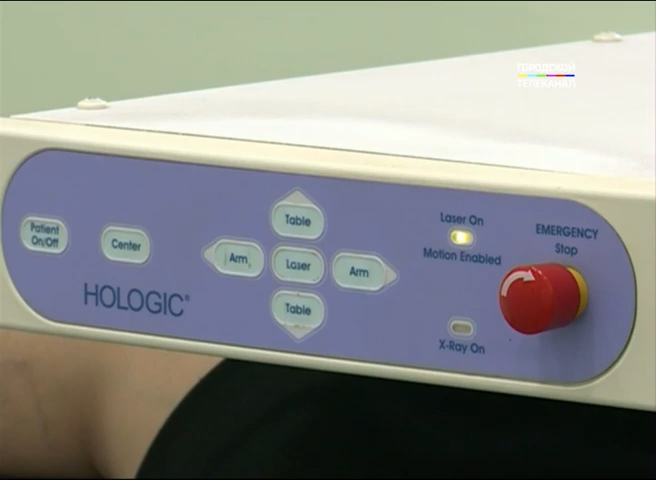 ГОРОДСКОЙ
ТЕЛЕКАНАЛ
Patient
On/Off
Center
Table
Arm
Laser
Arm
Table
HOLOGIC®
Laser On
Motion Enabled
X-Ray On
EMERGENCY
Stop